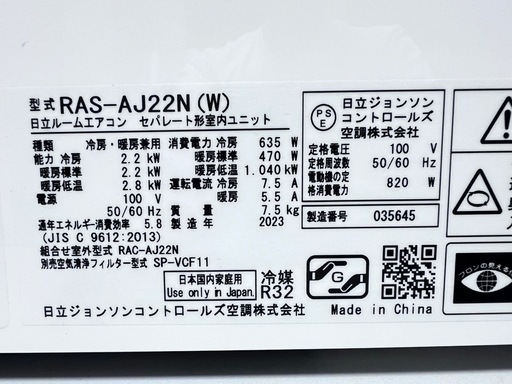 型式 RAS-AJ22N(W)
日立ルームエアコン セパレート形室内ユニット
種類 冷房・暖房兼用 消費電力 冷房 635 W
能力 冷房 2.2 kW 暖房標準 470 W
暖房標準 2.2 kW 暖房低温 1.040 kW
暖房低温 2.8 kW 運転電流 冷房 7.5 A
電源 100 V 暖房 5.5 A
50/60 Hz 質量 7.5 kg
通年エネルギー消費効率 5.8 製造年 2023
(JIS C 9612:2013)
組合せ室外型式 RAC-AJ22N
別売空気清浄フィルター型式 SP-VCF11
日本国内家庭用
Use only in Japan.
冷媒
R32
日立ジョンソンコントロールズ空調株式会社
PS
E
日立ジョンソン
コントロールズ
空調株式会社
定格電圧 100 V
定格周波数 50/60 Hz
電動機の定
格消費電力 820 W
製造番号 035645
G
Made in China
フロンの見える化